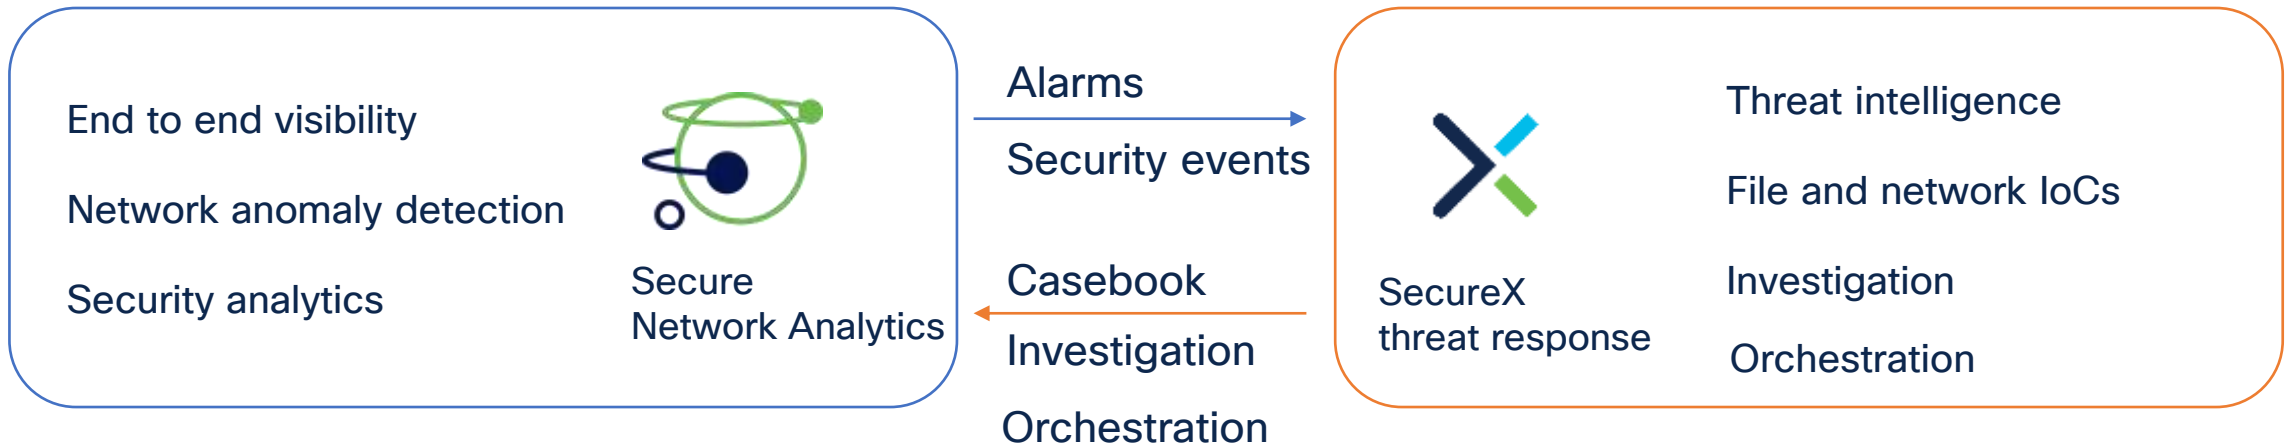 End to end visibility
Network anomaly detection
Security analytics
Secure
Network Analytics
Alarms
Security events
Casebook
Investigation
Orchestration
SecureX
threat response
Threat intelligence
File and network IoCs
Investigation
Orchestration